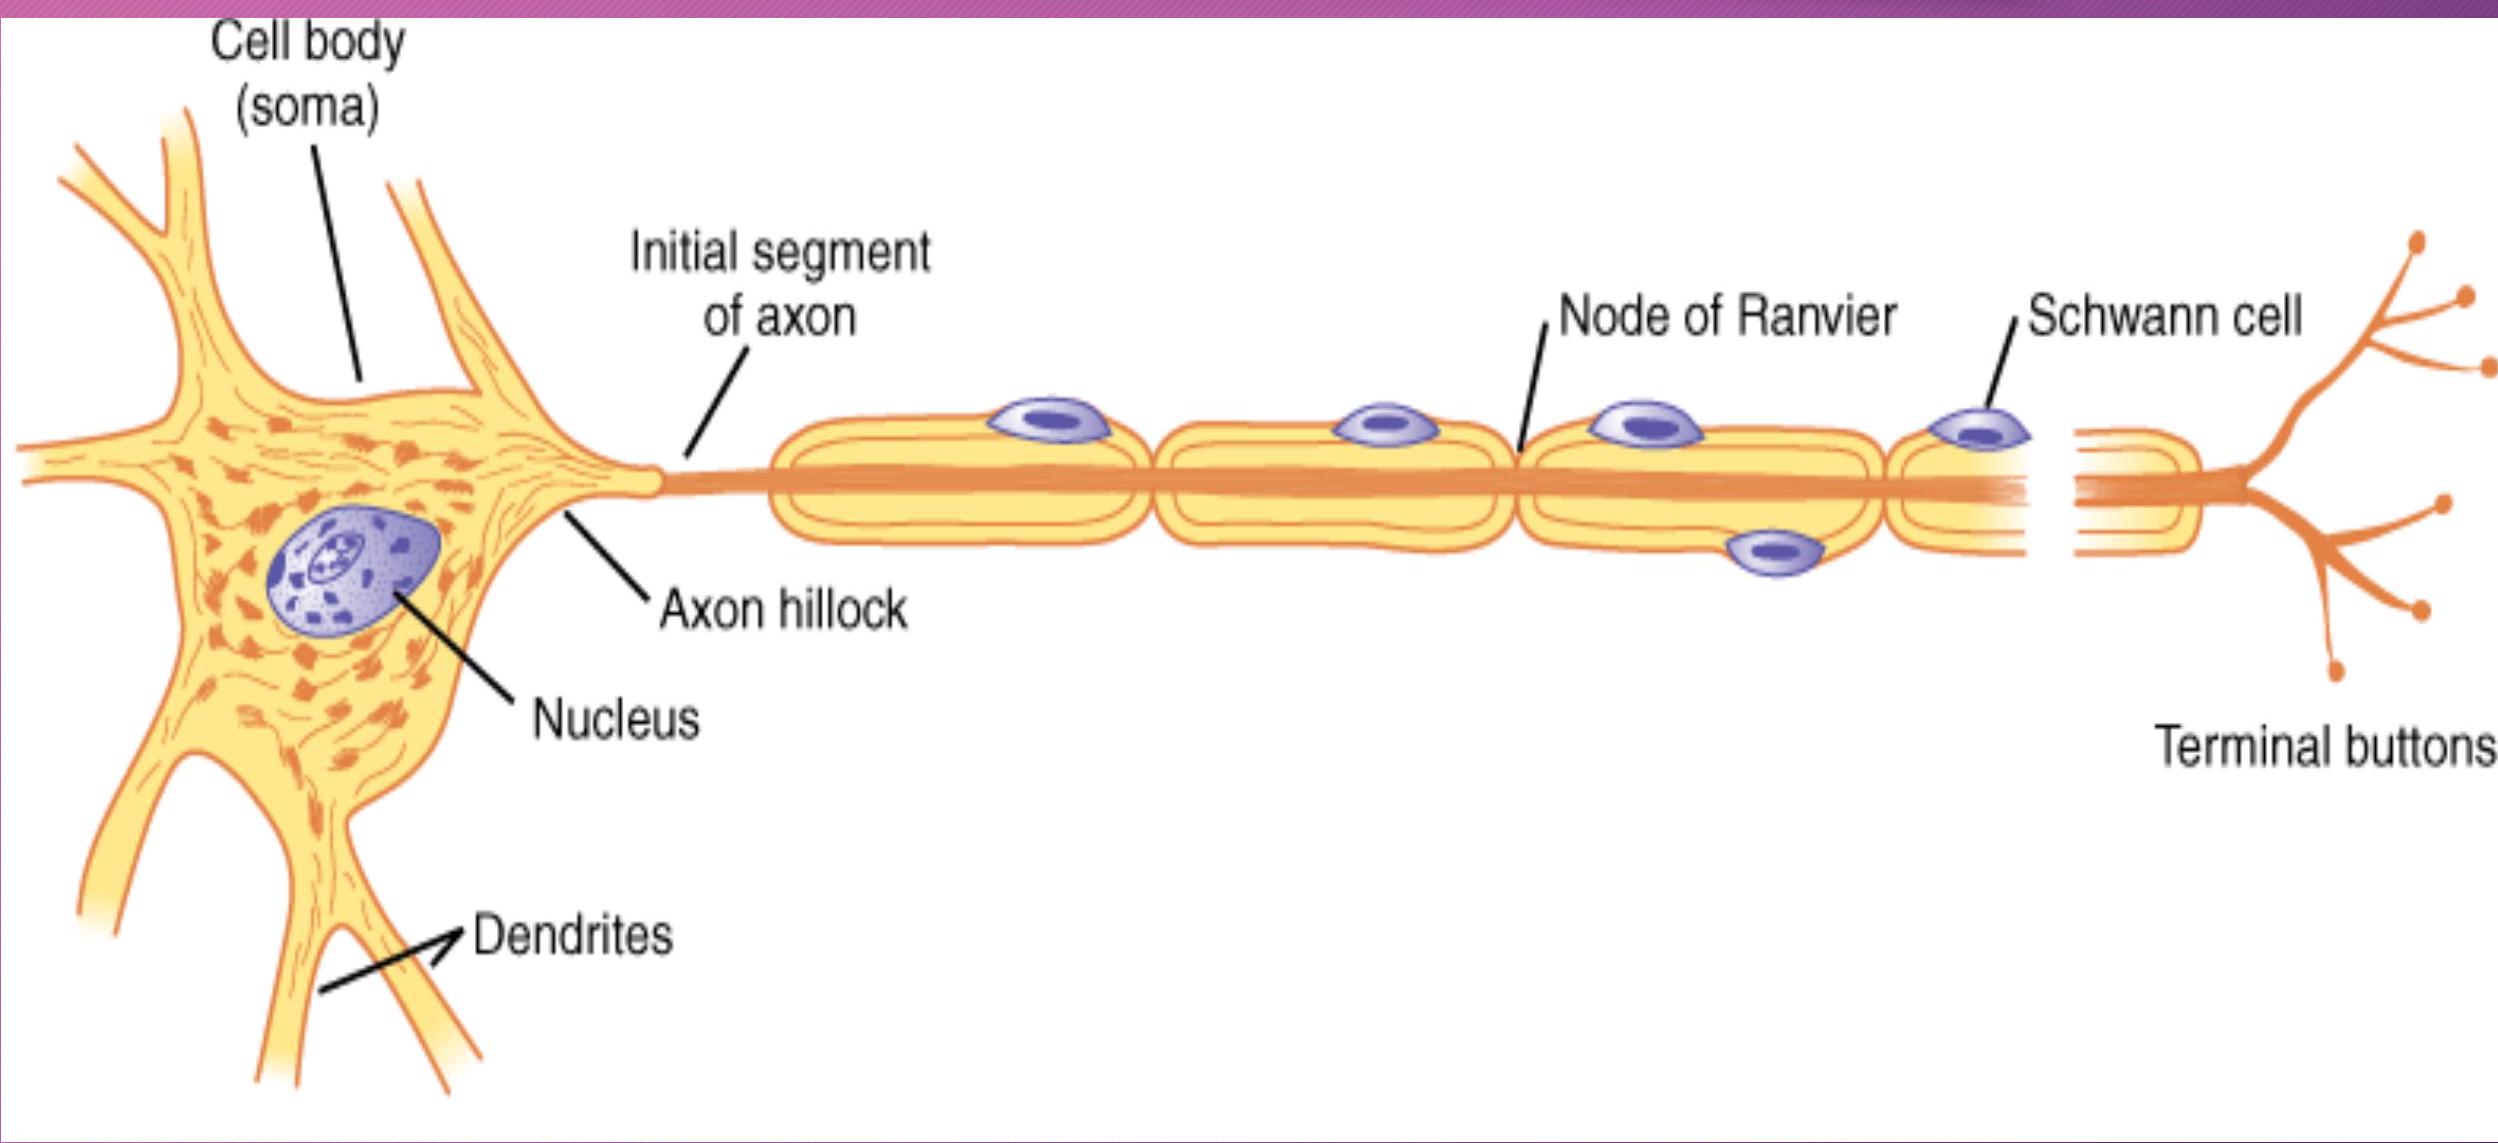 Cell body
(soma)
Initial segment
of axon
Node of Ranvier
Schwann cell
Axon hillock
Nucleus
Terminal buttons
Dendrites